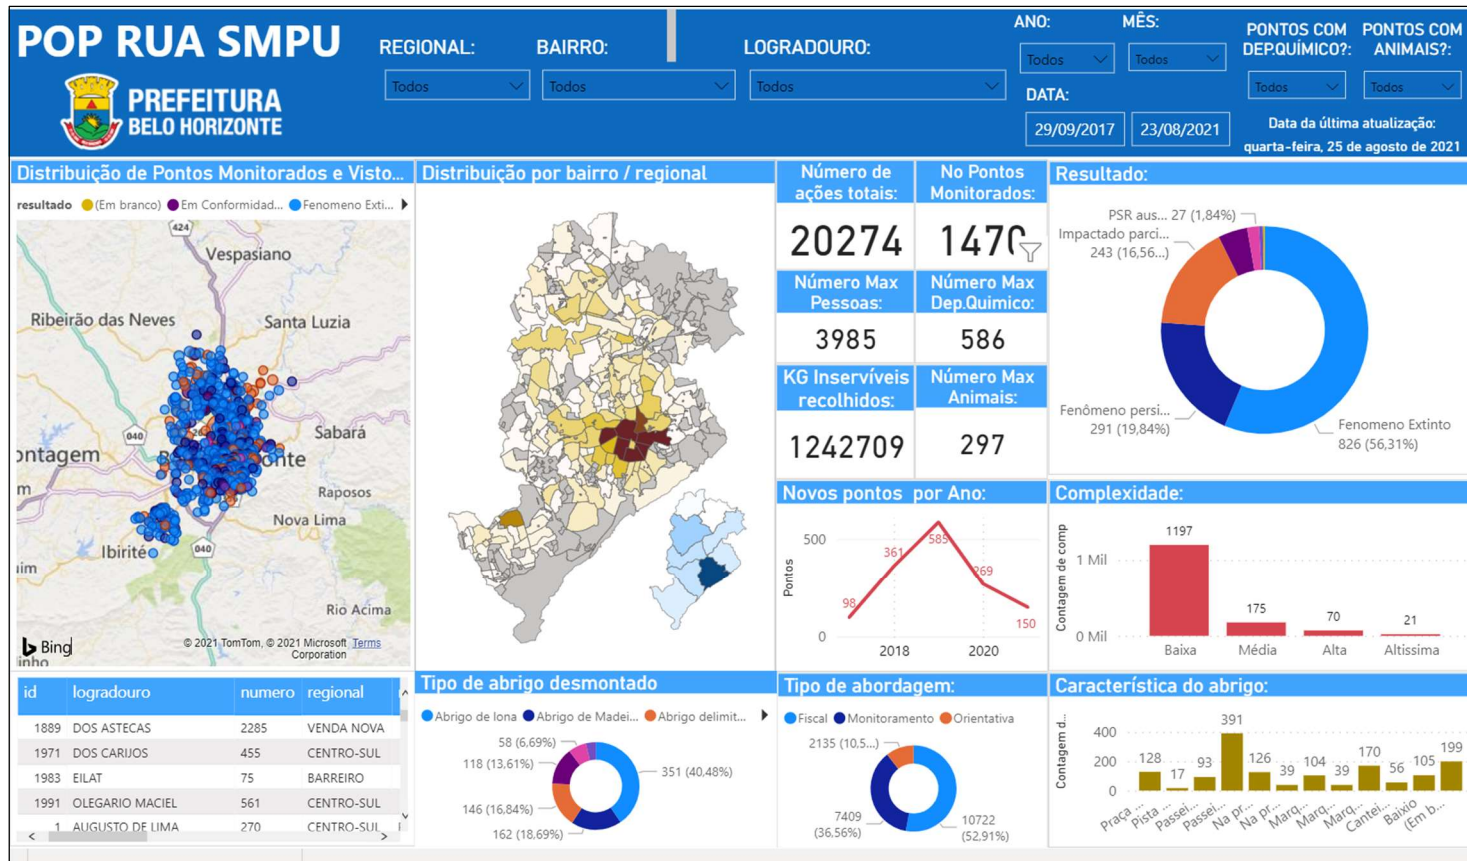 POP RUA SMPU
PREFEITURA
BELO HORIZONTE
REGIONAL:
Todos
BAIRRO:
Todos
LOGRADOURO:
Todos
ANO:
Todos
MÊS:
Todos
DATA:
29/09/2017
23/08/2021
PONTOS COM
DEP.QUÍMICO?:
Todos
PONTOS COM
ANIMAIS?:
Todos
Data da última atualização:
quarta-feira, 25 de agosto de 2021
Distribuição de Pontos Monitorados e Visto...
resultado (Em branco) Em Conformidad... Fenomeno Exti...
424
Vespasiano
Ribeirão das Neves
Santa Luzia
040
Sabará
ontagem
nte
m
Raposos
Nova Lima
Ibirité
040
im
Rio Acima
Bing
inho
© 2021 TomTom, © 2021 Microsoft Corporation Terms
Distribuição por bairro / regional
Número de
ações totais:
20274
No Pontos
Monitorados:
1470
Número Max
Pessoas:
3985
Número Max
Dep.Quimico:
586
KG Inservíveis
recolhidos:
1242709
Número Max
Animais:
297
Resultado:
PSR aus... 27 (1,84%)
Impactado parci...
243 (16,56...)
Fenômeno persi...
291 (19,84%)
Fenomeno Extinto
826 (56,31%)
Novos pontos por Ano:
Pontos
500
0
98
361
585
269
150
2018
2020
Complexidade:
Contagem de comp
1 Mil
0 Mil
1197
175
70
21
Baixa
Média
Alta
Altissima
id logradouro numero regional
1889 DOS ASTECAS 2285 VENDA NOVA
1971 DOS CARIJOS 455 CENTRO-SUL
1983 EILAT 75 BARREIRO
1991 OLEGARIO MACIEL 561 CENTRO-SUL
1 AUGUSTO DE LIMA 270 CENTRO-SUL
Tipo de abrigo desmontado
Abrigo de lona Abrigo de Madei... Abrigo delimit...
58 (6,69%)
118 (13,61%)
146 (16,84%)
162 (18,69%)
351 (40,48%)
Tipo de abordagem:
Fiscal Monitoramento Orientativa
2135 (10,5...)
7409
(36,56%)
10722
(52,91%)
Característica do abrigo:
Contagem d...
400
200
0
128
17
93
391
126
39
104
39
170
56
105
199
Praça ...
Pista ...
Passei...
Passei...
Na pr...
Na pr...
Marq...
Marq...
Marq...
Cantei...
Baixio
(Em b...